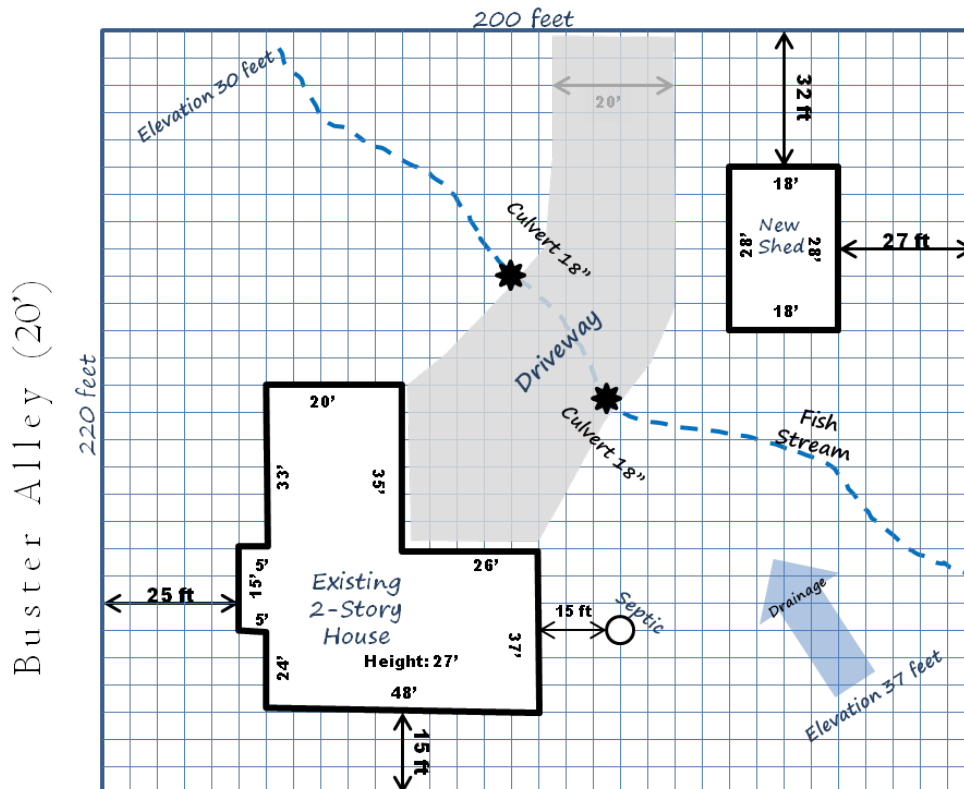 200 feet
Elevation 30 feet
20'
32 ft
18'
Culvert 18"
New
Shed
28'
28'
27 ft
18'
Buster Alley (20')
220 feet
Driveway
20'
Culvert 18"
Fish
Stream
33'
35'
5'
15'
5'
25 ft
Existing
2-Story
House
26'
15 ft
Septic
Drainage
37'
Height: 27'
24'
48'
Elevation 37 feet
15 ft